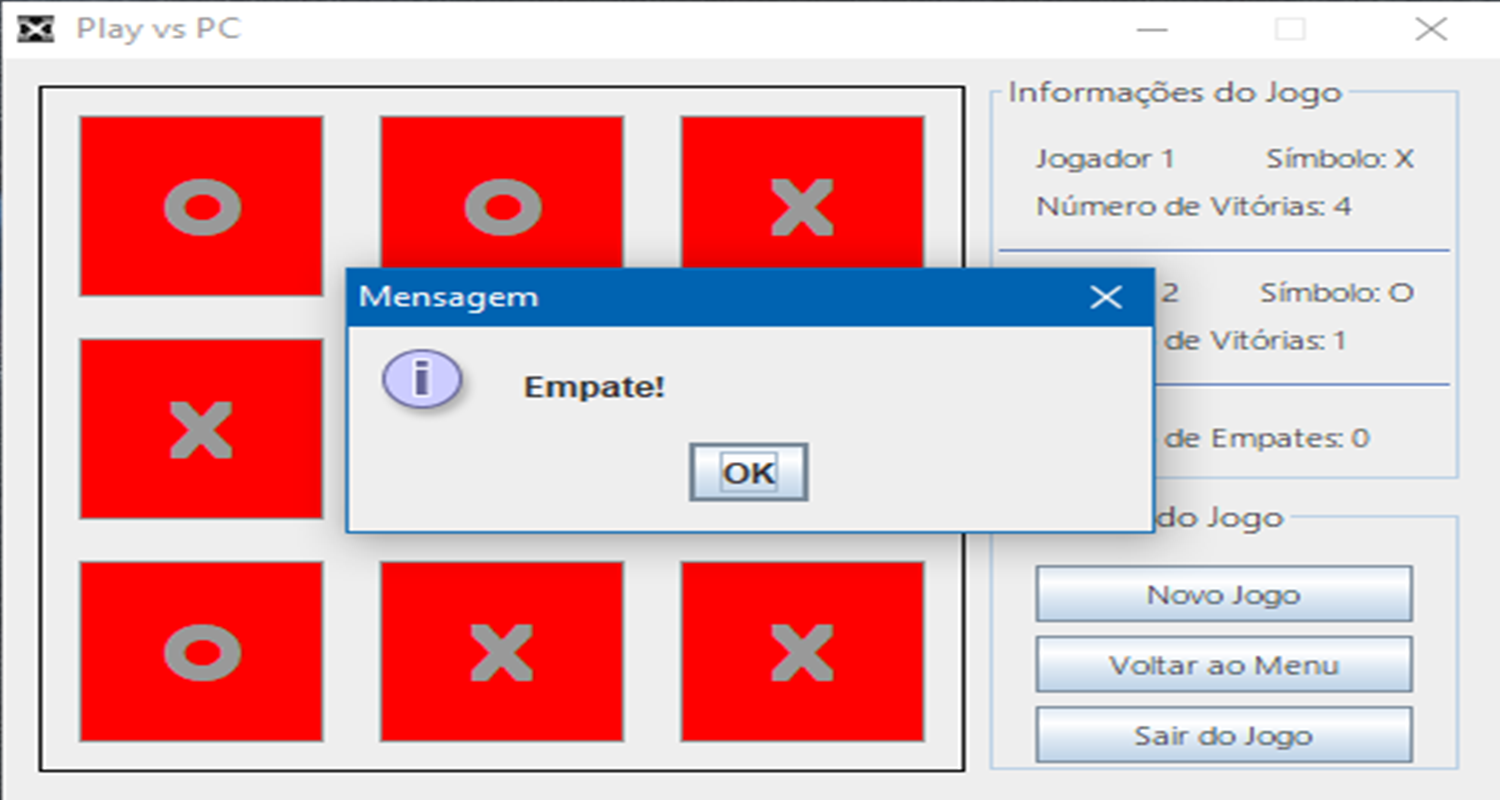 Play vs PC
Informações do Jogo
O O X
Jogador 1 Símbolo: X
Número de Vitórias: 4
Mensagem
2 Símbolo: O
de Vitórias: 1
X
Empate!
de Empates: 0
OK
do Jogo
O X X
Novo Jogo
Voltar ao Menu
Sair do Jogo